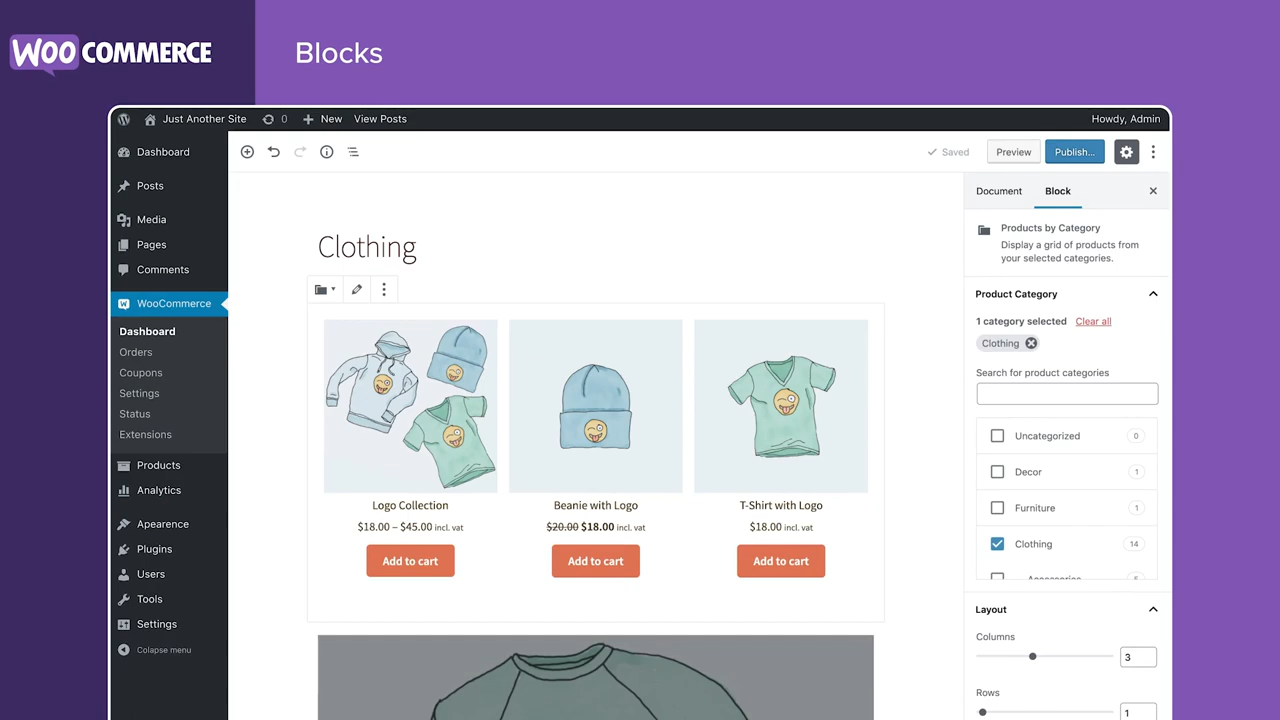 WOO COMMERCE
Blocks
Just Another Site 0 New View Posts Howdy, Admin
Dashboard
Posts
Media
Pages
Comments
WooCommerce
Dashboard
Orders
Coupons
Settings
Status
Extensions
Products
Analytics
Apearence
Plugins
Users
Tools
Settings
Colapse menu
Saved Preview Publish...
Clothing
Logo Collection
$18.00 – $45.00 incl. vat
Add to cart
Beanie with Logo
$20.00 $18.00 incl. vat
Add to cart
T-Shirt with Logo
$18.00 incl. vat
Add to cart
Document Block
Products by Category
Display a grid of products from
your selected categories.
Product Category
1 category selected Clear all
Clothing
Search for product categories
Uncategorized 0
Decor 1
Furniture 1
Clothing 14
Layout
Columns
3
Rows
1